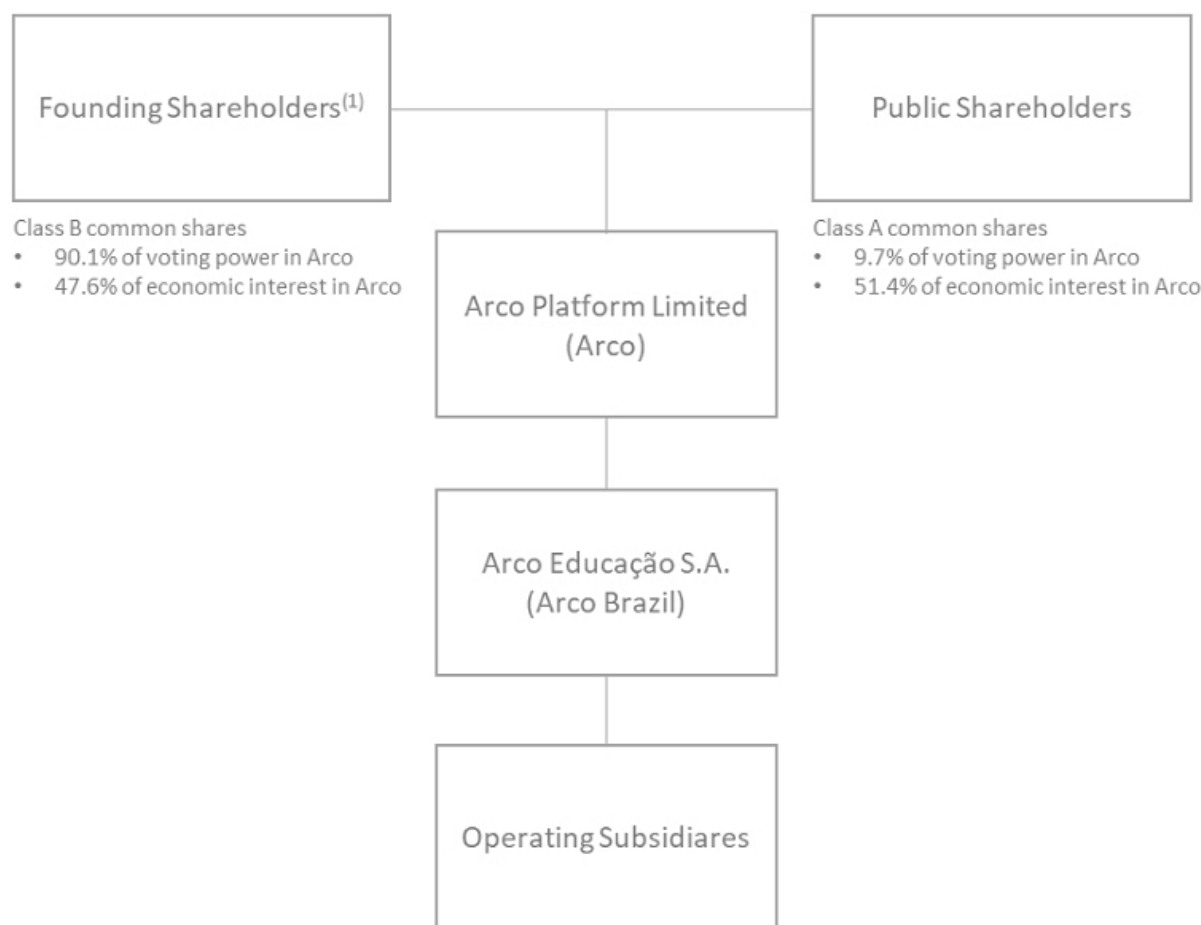 Founding Shareholders(1)
Public Shareholders
Class B common shares
• 90.1% of voting power in Arco
• 47.6% of economic interest in Arco
Class A common shares
• 9.7% of voting power in Arco
• 51.4% of economic interest in Arco
Arco Platform Limited
(Arco)
Arco Educação S.A.
(Arco Brazil)
Operating Subsidiares